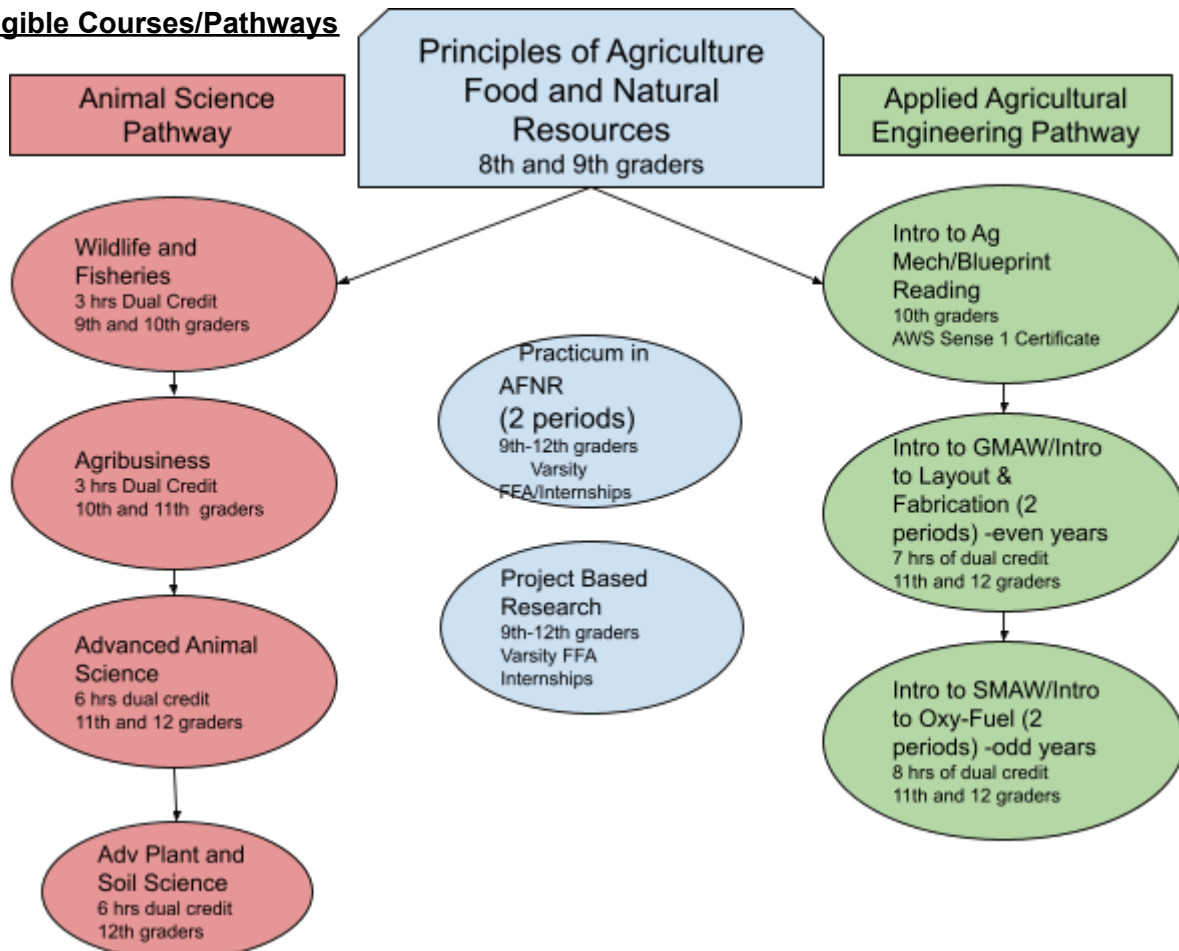 gible Courses/Pathways
Principles of Agriculture
Food and Natural
Resources
8th and 9th graders
Animal Science
Pathway
Wildlife and
Fisheries
3 hrs Dual Credit
9th and 10th graders
Agribusiness
3 hrs Dual Credit
10th and 11th  graders
Advanced Animal
Science
6 hrs dual credit
11th and 12 graders
Adv Plant and
Soil Science
6 hrs dual credit
12th graders
Practicum in
AFNR
(2 periods)
9th-12th graders
Varsity
FFA/Internships
Project Based
Research
9th-12th graders
Varsity FFA
Internships
Applied Agricultural
Engineering Pathway
Intro to Ag
Mech/Blueprint
Reading
10th graders
AWS Sense 1 Certificate
Intro to GMAW/Intro
to Layout &
Fabrication (2
periods) -even years
7 hrs of dual credit
11th and 12 graders
Intro to SMAW/Intro
to Oxy-Fuel (2
periods) -odd years
8 hrs of dual credit
11th and 12 graders